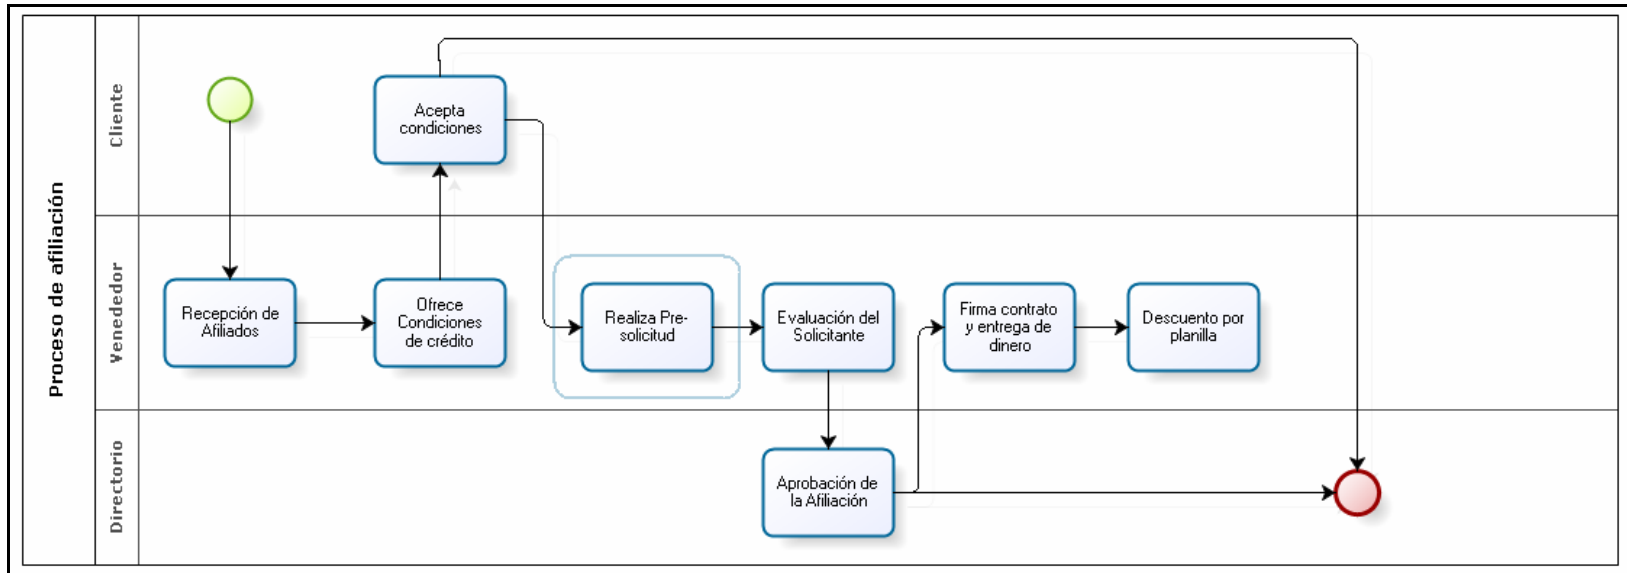 Proceso de afiliación
Cliente
Acepta
condiciones
Venededor
Recepción de
Afiliados
Ofrece
Condiciones
de crédito
Realiza Pre-
solicitud
Evaluación del
Solicitante
Firma contrato
y entrega de
dinero
Descuento por
planilla
Directorio
Aprobación de
la Afiliación